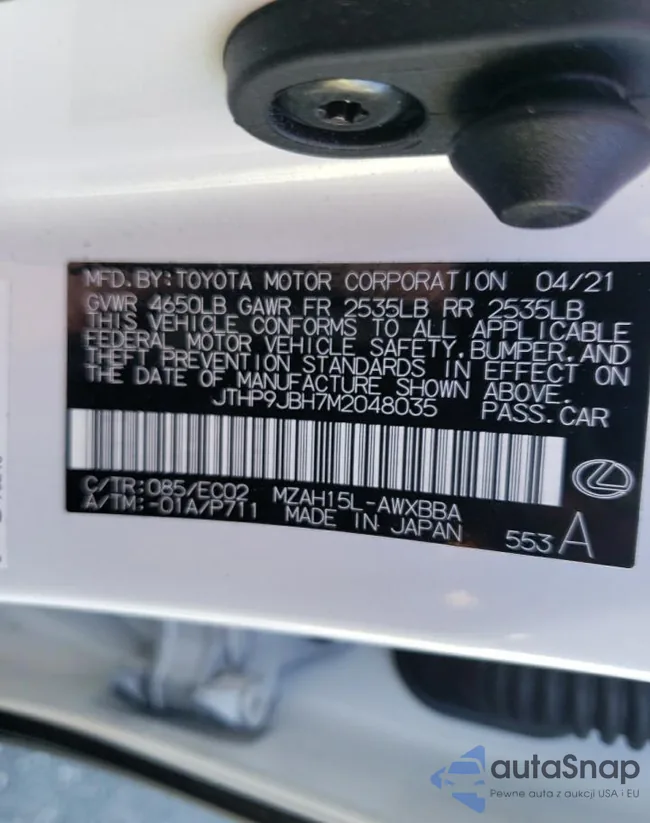 MFD.BY:TOYOTA MOTOR CORPORATION 04/21
GVWR 4650LB GAWR FR 2535LB RR 2535LB
THIS VEHICLE CONFORMS TO ALL APPLICABLE
FEDERAL MOTOR VEHICLE SAFETY,BUMPER,AND
THEFT PREVENTION STANDARDS IN EFFECT ON
THE DATE OF MANUFACTURE SHOWN ABOVE.
JTHP9JBH7M2048035 PASS.CAR
C/TR:085/EC02 MZAH15L-AWXBBA
A/TM:-01A/P711 MADE IN JAPAN 553 A
autaSnap
Pewne auta z aukcji USA i EU